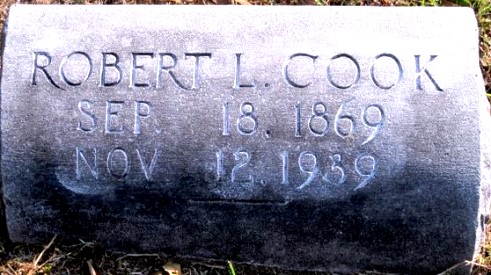 ROBERT L. COOK
SEP. 18, 1869
NOV 12, 1939